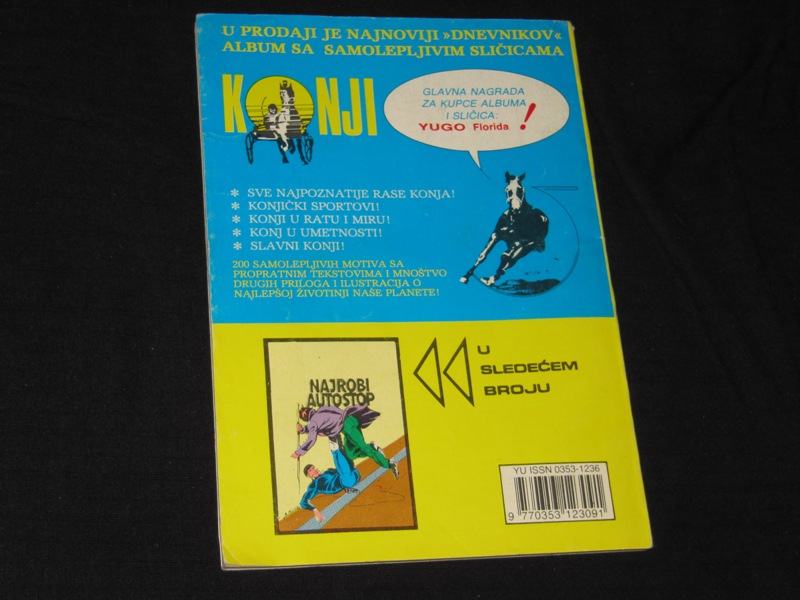 U PRODAJI JE NAJNOVIJI »DNEVNIKOV«
ALBUM SA SAMOLEPLJIVIM SLIČICAMA
KONJI
GLAVNA NAGRADA
ZA KUPCE ALBUMA
I SLIČICA:
YUGO Florida !
* SVE NAJPOZNATIJE RASE KONJA!
* KONJIČKI SPORTOVI!
* KONJI U RATU I MIRU!
* KONJ U UMETNOSTI!
* SLAVNI KONJI!
200 SAMOLEPLJIVIH MOTIVA SA
PROPRATNIM TEKSTOVIMA I MNOŠTVO
DRUGIH PRILOGA I ILUSTRACIJA O
NAJLEPŠOJ ŽIVOTINJI NAŠE PLANETE!
NAJROBI
AUTOSTOP
U
SLEDEĆEM
BROJU
YU ISSN 0353-1236
9 770353 123091